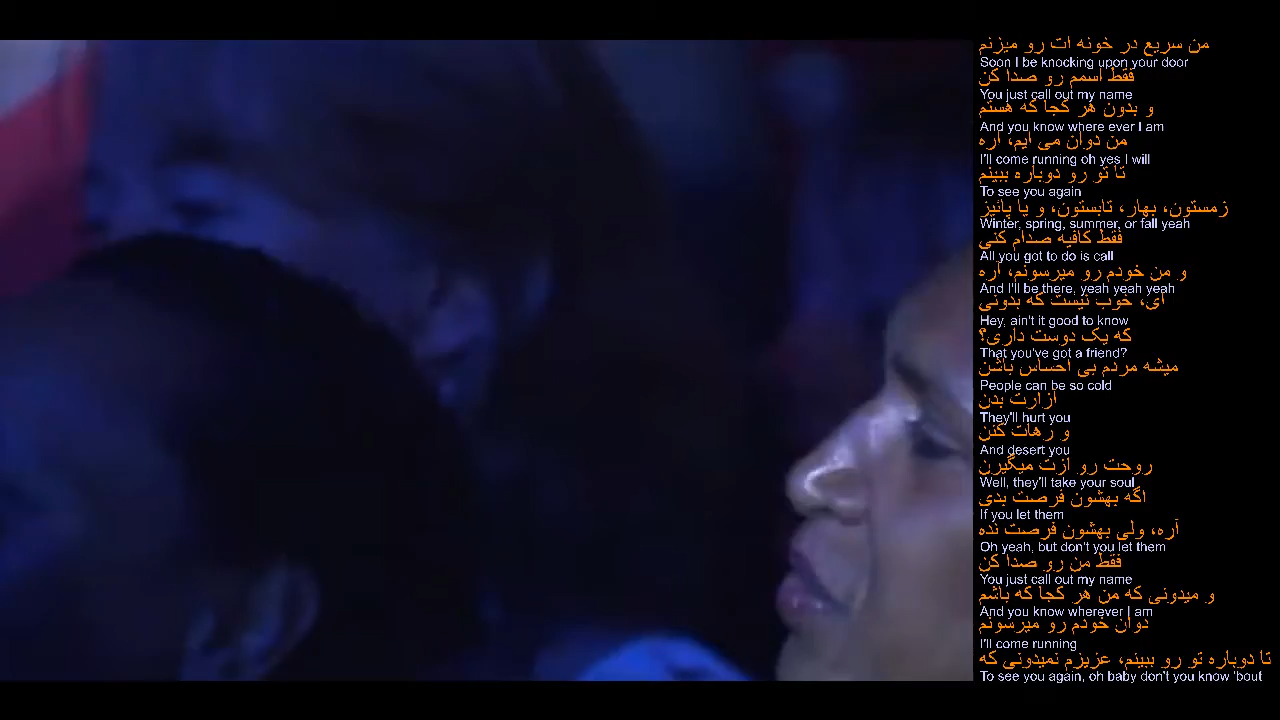 من سریع در خونه ات رو میزنم
Soon I be knocking upon your door
فقط اسمم رو صدا کن
You just call out my name
و بدون هر کجا که هستم
And you know where ever I am
من دوان می ایم، آره
I'll come running oh yes I will
تا تو رو دوباره ببینم
To see you again
زمستون، بهار، تابستون، و یا پائیز
Winter, spring, summer, or fall yeah
فقط کافیه صدام کنی
All you got to do is call
و من خودم رو میرسونم، آره
And I'll be there, yeah yeah yeah
ای، خوب نیست که بدونی
Hey, ain't it good to know
که یک دوست داری؟
That you've got a friend?
میشه مردم بی احساس باشن
People can be so cold
ازارت بدن
They'll hurt you
و رهات کنن
And desert you
روحت رو ازت میگیرن
Well, they'll take your soul
اگه بهشون فرصت بدی
If you let them
آره، ولی بهشون فرصت نده
Oh yeah, but don't you let them
فقط من رو صدا کن
You just call out my name
و میدونی که من هر کجا که باشم
And you know wherever I am
دوان خودم رو میرسونم
I'll come running
تا دوباره تو رو ببینم، عزیزم نمیدونی که
To see you again, oh baby don't you know 'bout